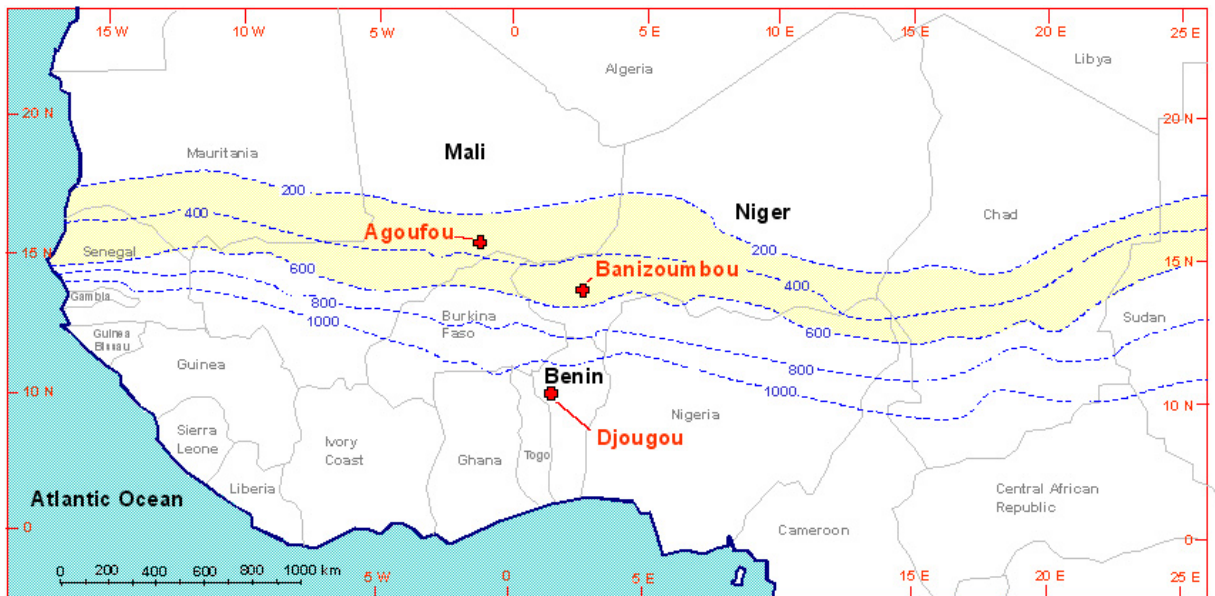 15 W
10 W
5 W
0
5 E
10 E
15 E
20 E
25 E
Libya
Algeria
20 N
20 N
Mauritania
Mali
200
400
Niger
Chad
Agoufou
Senegal
15 N
200
15 N
600
Banizoumbou
400
Gambia
800
1000
Burkina
Faso
600
Sudan
Guinea
Bissau
Guinea
800
Benin
1000
10 N
10 N
Nigeria
Djougou
Sierra
Leone
Ivory
Coast
Ghana
Togo
Liberia
Atlantic Ocean
Central African
Republic
Cameroon
0
0
0
200
400
600
800
1000 km
5 W
0
5 E
15 E
20 E
25 E